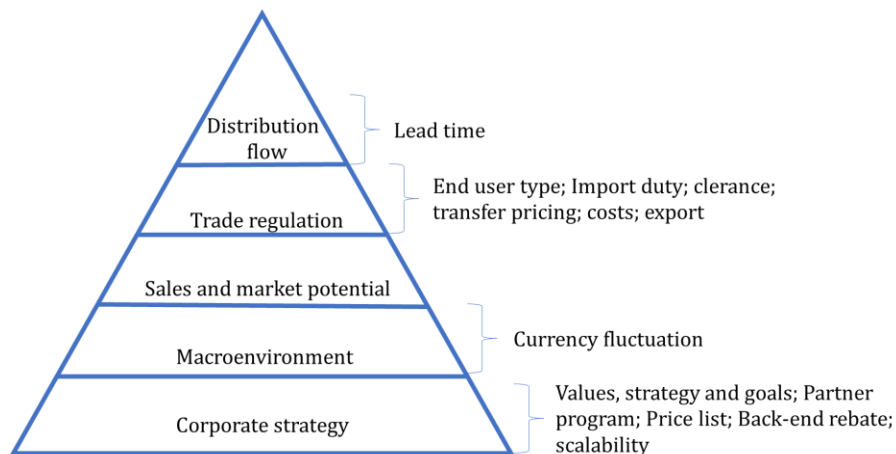 Distribution
flow
Lead time
End user type; Import duty; clerance;
transfer pricing; costs; export
Trade regulation
Sales and market potential
Currency fluctuation
Macroenvironment
Values, strategy and goals; Partner
program; Price list; Back-end rebate;
scalability
Corporate strategy